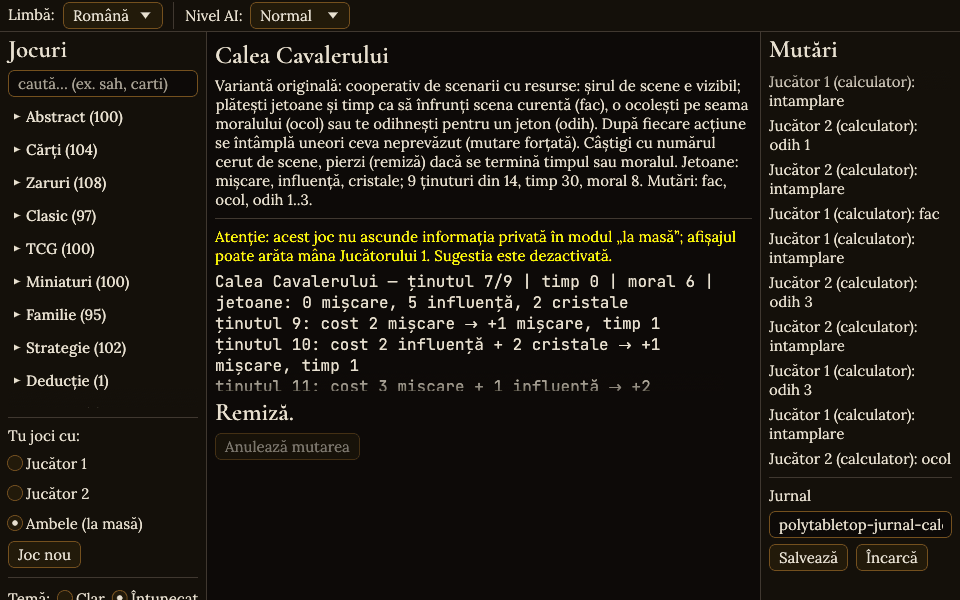 Limbă:
Română
Nivel AI:
Normal
Jocuri
caută... (ex. sah, carti)
Abstract (100)
Cărți (104)
Zaruri (108)
Clasic (97)
TCG (100)
Miniaturi (100)
Familie (95)
Strategie (102)
Deducție (1)
Tu joci cu:
Jucător 1
Jucător 2
Ambele (la masă)
Joc nou
Temă:
Clar
Întunecat
Calea Cavalerului
Variantă originală: cooperativ de scenarii cu resurse: șirul de scene e vizibil;
plătești jetoane și timp ca să înfrunți scena curentă (fac), o ocolești pe seama
moralului (ocol) sau te odihnești pentru un jeton (odih). După fiecare acțiune
se întâmplă uneori ceva neprevăzut (mutare forțată). Câștigi cu numărul
cerut de scene, pierzi (remiză) dacă se termină timpul sau moralul. Jetoane:
mișcare, influență, cristale; 9 ținuturi din 14, timp 30, moral 8. Mutări: fac,
ocol, odih 1..3.
Atenție: acest joc nu ascunde informația privată în modul „la masă”; afișajul
poate arăta mâna Jucătorului 1. Sugestia este dezactivată.
Calea Cavalerului — ținutul 7/9 | timp 0 | moral 6 |
jetoane: 0 mișcare, 5 influență, 2 cristale
ținutul 9: cost 2 mișcare → +1 mișcare, timp 1
ținutul 10: cost 2 influență + 2 cristale → +1
mișcare, timp 1
ținutul 11: cost 3 mișcare + 1 influență → +2
Remiză.
Anulează mutarea
Mutări
Jucător 1 (calculator):
intamplare
Jucător 2 (calculator):
odih 1
Jucător 2 (calculator):
intamplare
Jucător 1 (calculator): fac
Jucător 1 (calculator):
intamplare
Jucător 2 (calculator):
odih 3
Jucător 2 (calculator):
intamplare
Jucător 1 (calculator):
odih 3
Jucător 1 (calculator):
intamplare
Jucător 2 (calculator): ocol
Jurnal
polytabletop-jurnal-cal
Salvează
Încarcă